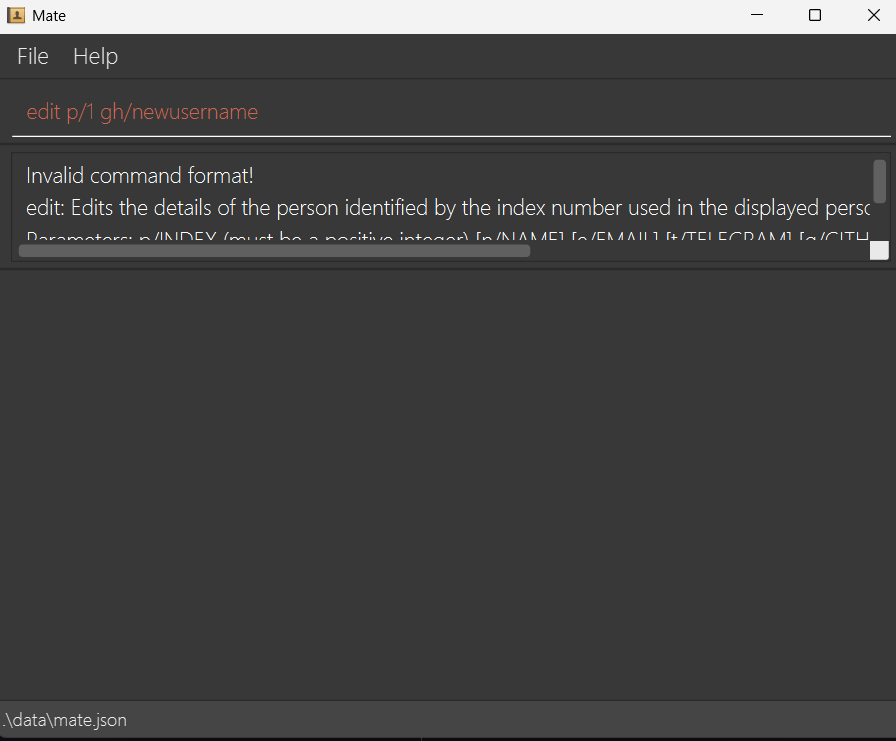 Mate
File Help
edit p/1 gh/newusername
Invalid command format!
edit: Edits the details of the person identified by the index number used in the displayed perso
Parameters: p/INDEX (must be a positive integer) [n/NAME] [e/EMAIL] [t/TELEGRAM] [g/GITH
.\data\mate.json